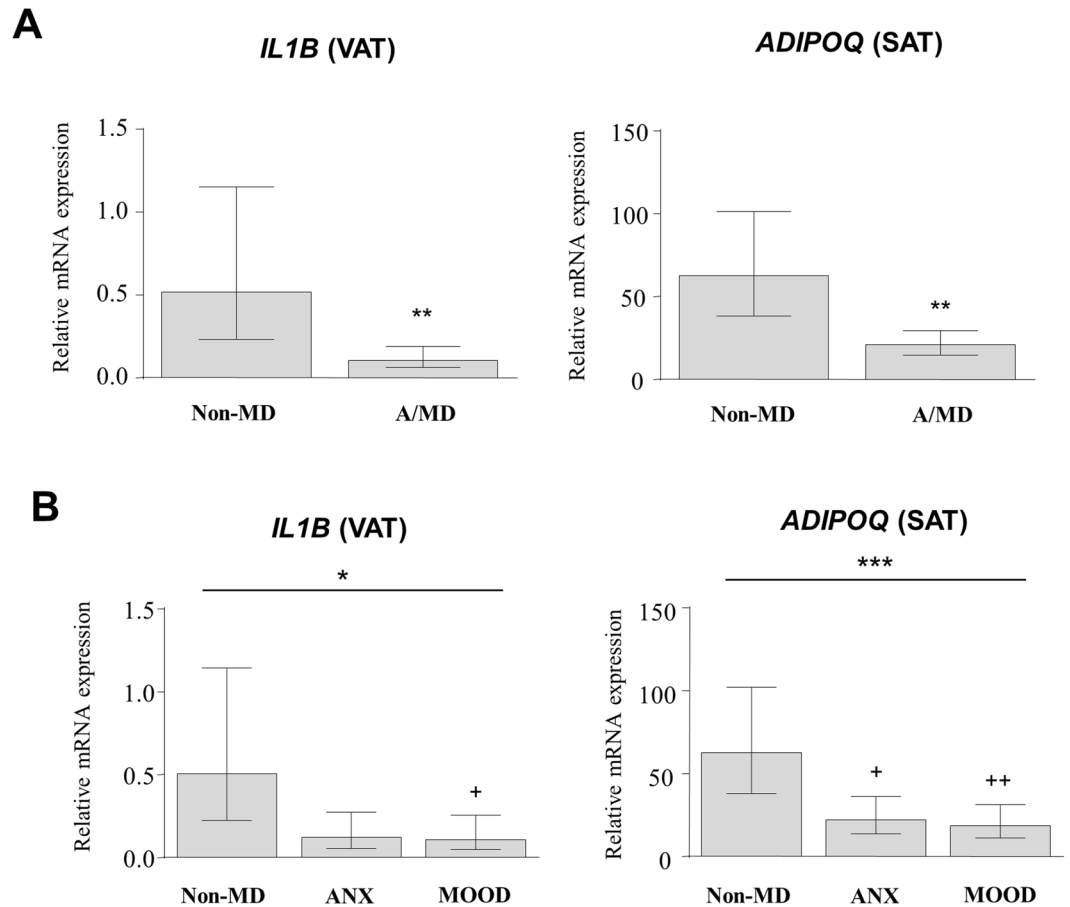 A
IL1B (VAT)
Relative mRNA expression
1.5
1.0
0.5
0.0
**
Non-MD A/MD
ADIPOQ (SAT)
Relative mRNA expression
150
100
50
0
**
Non-MD A/MD
B
IL1B (VAT)
*
Relative mRNA expression
1.5
1.0
0.5
0.0
+
Non-MD ANX MOOD
ADIPOQ (SAT)
***
Relative mRNA expression
150
100
50
0
+ ++
Non-MD ANX MOOD